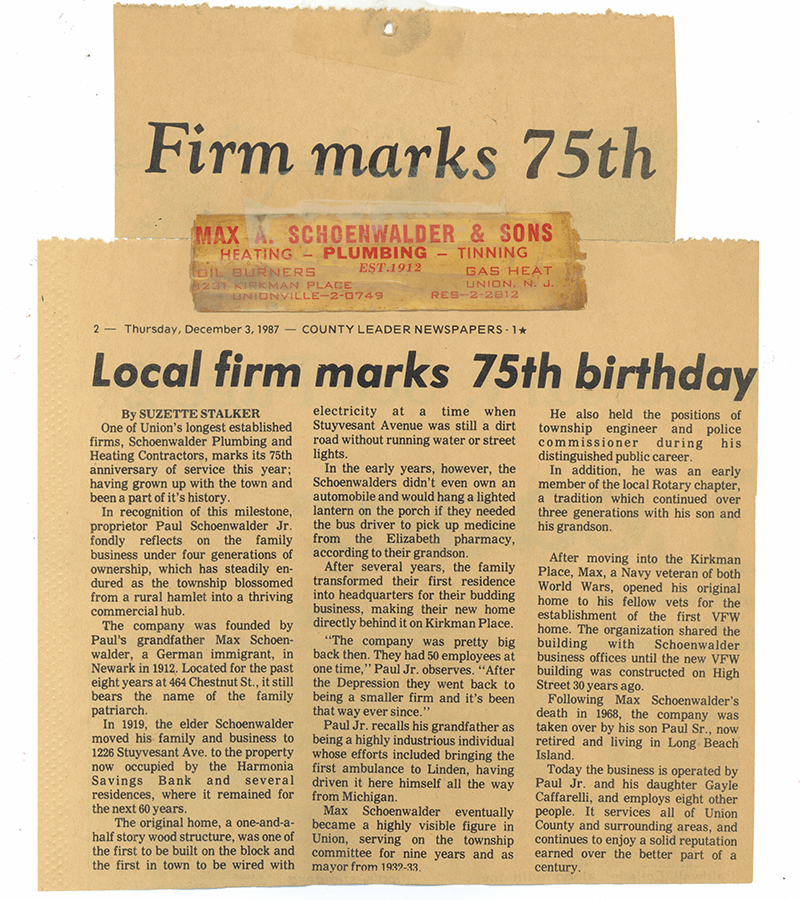 Firm marks 75th
MAX A. SCHOENWALDER & SONS
HEATING – PLUMBING – TINNING
OIL BURNERS EST.1912 GAS HEAT
1231 KIRKMAN PLACE UNION, N. J.
UNIONVILLE–2-0749 RES–2-2812
2 — Thursday, December 3, 1987 — COUNTY LEADER NEWSPAPERS - 1★
Local firm marks 75th birthday
By SUZETTE STALKER
One of Union's longest established
firms, Schoenwalder Plumbing and
Heating Contractors, marks its 75th
anniversary of service this year;
having grown up with the town and
been a part of it's history.
In recognition of this milestone,
proprietor Paul Schoenwalder Jr.
fondly reflects on the family
business under four generations of
ownership, which has steadily en-
dured as the township blossomed
from a rural hamlet into a thriving
commercial hub.
The company was founded by
Paul's grandfather Max Schoen-
walder, a German immigrant, in
Newark in 1912. Located for the past
eight years at 464 Chestnut St., it still
bears the name of the family
patriarch.
In 1919, the elder Schoenwalder
moved his family and business to
1226 Stuyvesant Ave. to the property
now occupied by the Harmonia
Savings Bank and several
residences, where it remained for
the next 60 years.
The original home, a one-and-a-
half story wood structure, was one of
the first to be built on the block and
the first in town to be wired with
electricity at a time when
Stuyvesant Avenue was still a dirt
road without running water or street
lights.
In the early years, however, the
Schoenwalders didn't even own an
automobile and would hang a lighted
lantern on the porch if they needed
the bus driver to pick up medicine
from the Elizabeth pharmacy,
according to their grandson.
After several years, the family
transformed their first residence
into headquarters for their budding
business, making their new home
directly behind it on Kirkman Place.
"The company was pretty big
back then. They had 50 employees at
one time," Paul Jr. observes. "After
the Depression they went back to
being a smaller firm and it's been
that way ever since."
Paul Jr. recalls his grandfather as
being a highly industrious individual
whose efforts included bringing the
first ambulance to Linden, having
driven it here himself all the way
from Michigan.
Max Schoenwalder eventually
became a highly visible figure in
Union, serving on the township
committee for nine years and as
mayor from 1932-33.
He also held the positions of
township engineer and police
commissioner during his
distinguished public career.
In addition, he was an early
member of the local Rotary chapter,
a tradition which continued over
three generations with his son and
his grandson.
After moving into the Kirkman
Place, Max, a Navy veteran of both
World Wars, opened his original
home to his fellow vets for the
establishment of the first VFW
home. The organization shared the
building with Schoenwalder
business offices until the new VFW
building was constructed on High
Street 30 years ago.
Following Max Schoenwalder's
death in 1968, the company was
taken over by his son Paul Sr., now
retired and living in Long Beach
Island.
Today the business is operated by
Paul Jr. and his daughter Gayle
Caffarelli, and employs eight other
people. It services all of Union
County and surrounding areas, and
continues to enjoy a solid reputation
earned over the better part of a
century.